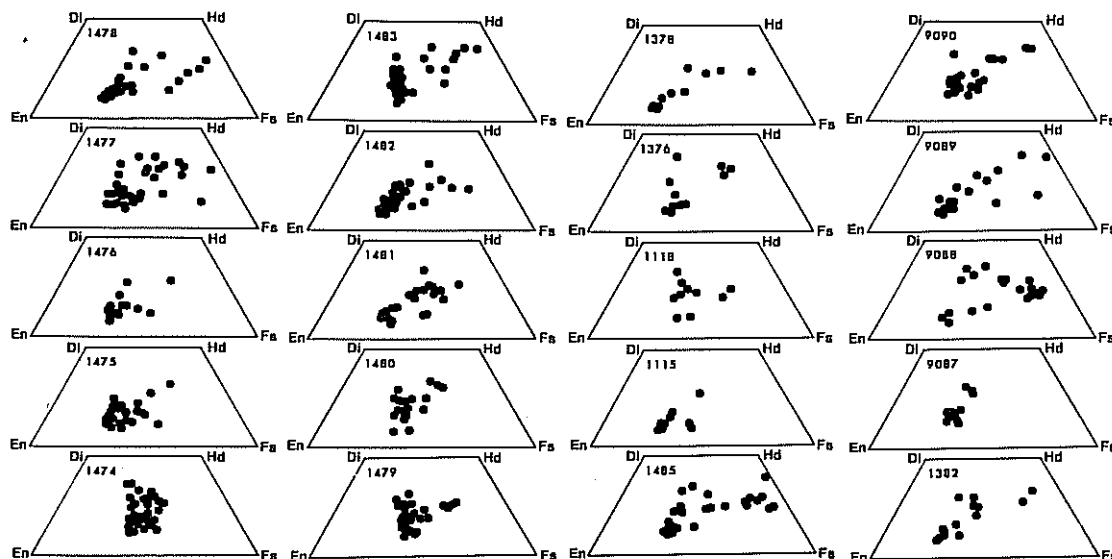 Di Hd Di Hd Di Hd Di Hd
1478 1483 1378 9090
En Fs En Fs En Fs En Fs
Di Hd Di Hd Di Hd Di Hd
1477 1482 1376 9089
En Fs En Fs En Fs En Fs
Di Hd Di Hd Di Hd Di Hd
1476 1481 1118 9088
En Fs En Fs En Fs En Fs
Di Hd Di Hd Di Hd Di Hd
1475 1480 1115 9087
En Fs En Fs En Fs En Fs
Di Hd Di Hd Di Hd Di Hd
1474 1479 1485 1382
En Fs En Fs En Fs En Fs